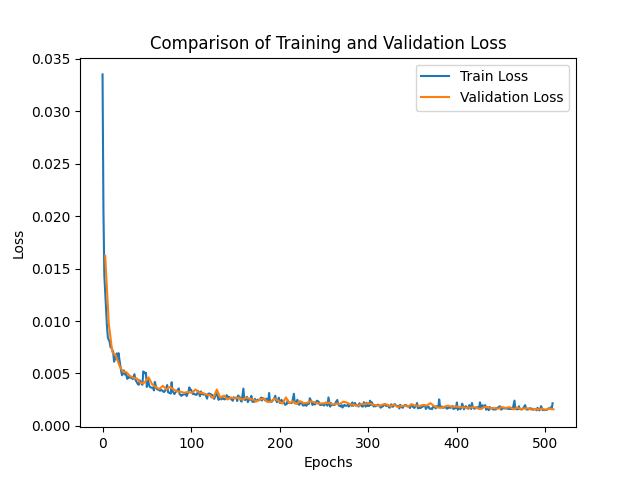 Comparison of Training and Validation Loss
0.035
0.030
0.025
0.020
0.015
0.010
0.005
0.000
Loss
Train Loss
Validation Loss
0 100 200 300 400 500
Epochs